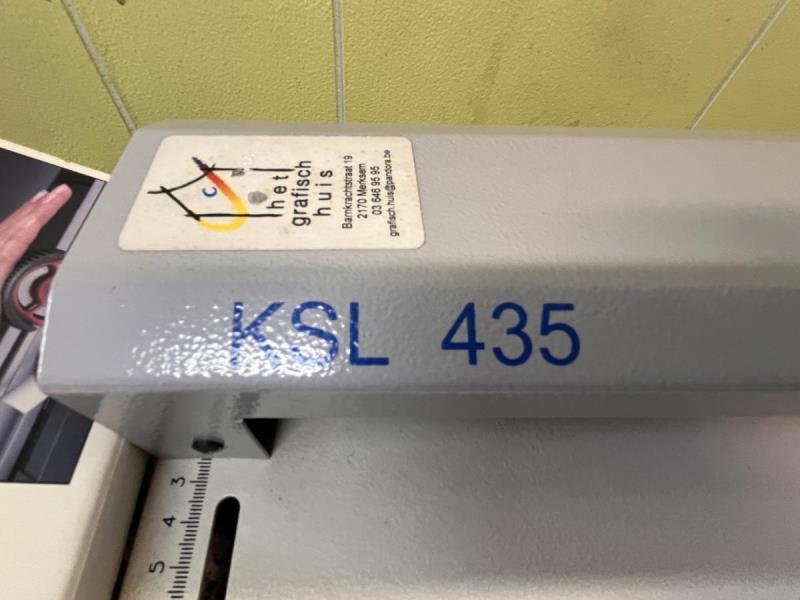 het
grafisch
huis
Bamkrachtstraat 19
2170 Merksem
03 646 95 95
grafisch.huis@pandora.be
KSL 435
3
4
5